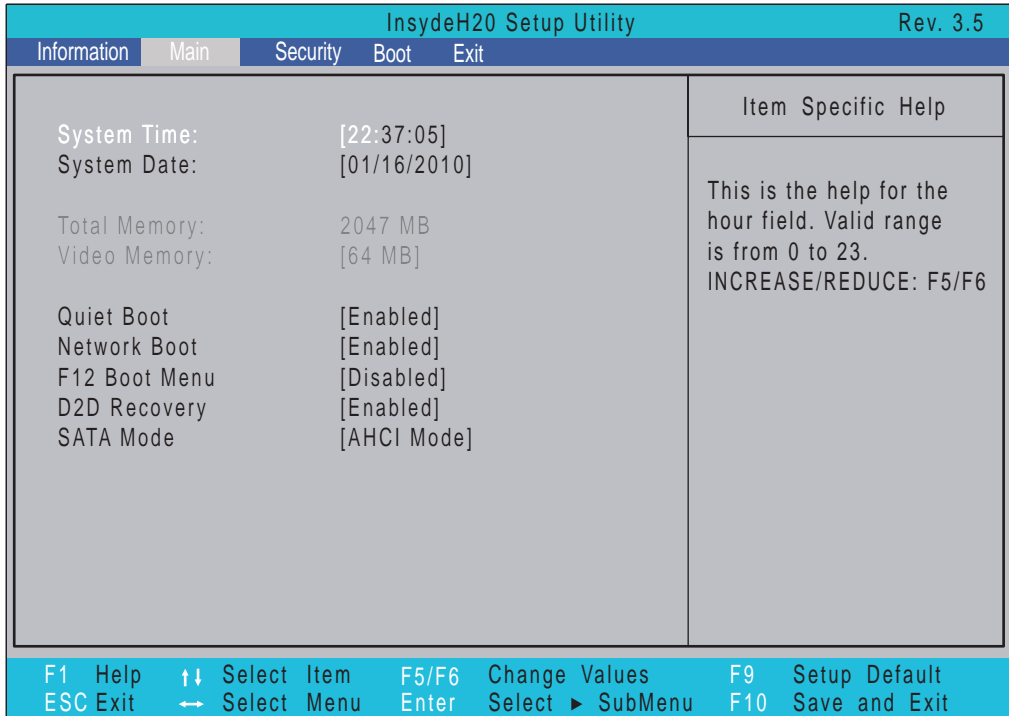 InsydeH20 Setup Utility Rev. 3.5
Information Main Security Boot Exit
System Time: [22:37:05]
System Date: [01/16/2010]
Total Memory: 2047 MB
Video Memory: [64 MB]
Quiet Boot [Enabled]
Network Boot [Enabled]
F12 Boot Menu [Disabled]
D2D Recovery [Enabled]
SATA Mode [AHCI Mode]
Item Specific Help
This is the help for the
hour field. Valid range
is from 0 to 23.
INCREASE/REDUCE: F5/F6
F1 Help ↑↓ Select Item F5/F6 Change Values F9 Setup Default
ESC Exit ↔ Select Menu Enter Select ► SubMenu F10 Save and Exit